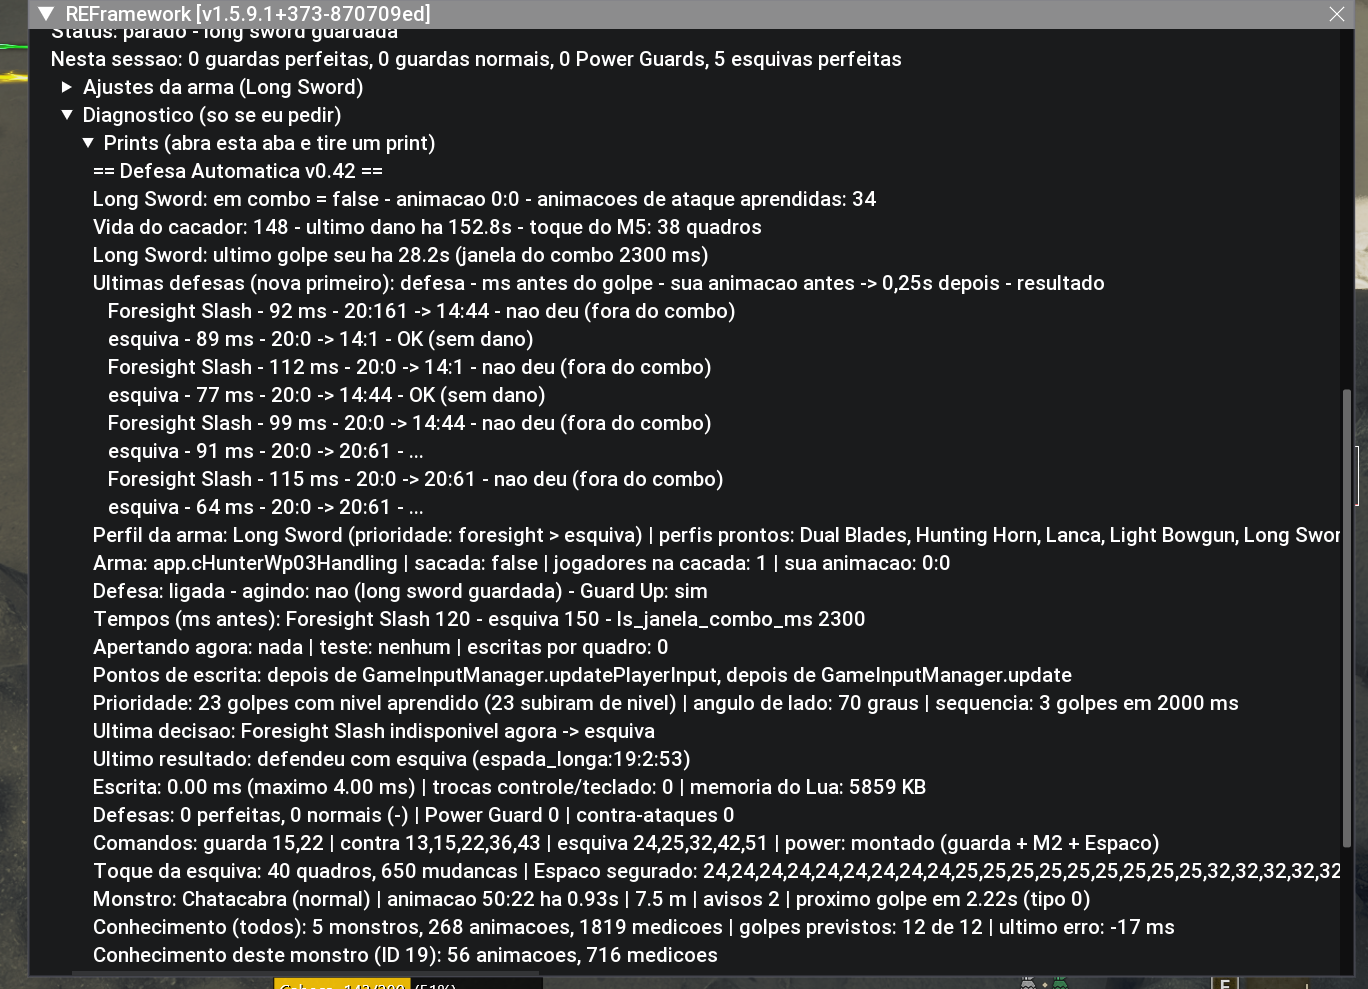 REFramework [v1.5.9.1+373-870709ed]
Status: parado - long sword guardada
Nesta sessao: 0 guardas perfeitas, 0 guardas normais, 0 Power Guards, 5 esquivas perfeitas
Ajustes da arma (Long Sword)
Diagnostico (so se eu pedir)
Prints (abra esta aba e tire um print)
== Defesa Automatica v0.42 ==
Long Sword: em combo = false - animacao 0:0 - animacoes de ataque aprendidas: 34
Vida do cacador: 148 - ultimo dano ha 152.8s - toque do M5: 38 quadros
Long Sword: ultimo golpe seu ha 28.2s (janela do combo 2300 ms)
Ultimas defesas (nova primeiro): defesa - ms antes do golpe - sua animacao antes -> 0,25s depois - resultado
Foresight Slash - 92 ms - 20:161 -> 14:44 - nao deu (fora do combo)
esquiva - 89 ms - 20:0 -> 14:1 - OK (sem dano)
Foresight Slash - 112 ms - 20:0 -> 14:1 - nao deu (fora do combo)
esquiva - 77 ms - 20:0 -> 14:44 - OK (sem dano)
Foresight Slash - 99 ms - 20:0 -> 14:44 - nao deu (fora do combo)
esquiva - 91 ms - 20:0 -> 20:61 - ...
Foresight Slash - 115 ms - 20:0 -> 20:61 - nao deu (fora do combo)
esquiva - 64 ms - 20:0 -> 20:61 - ...
Perfil da arma: Long Sword (prioridade: foresight > esquiva) | perfis prontos: Dual Blades, Hunting Horn, Lanca, Light Bowgun, Long Swor
Arma: app.cHunterWp03Handling | sacada: false | jogadores na cacada: 1 | sua animacao: 0:0
Defesa: ligada - agindo: nao (long sword guardada) - Guard Up: sim
Tempos (ms antes): Foresight Slash 120 - esquiva 150 - ls_janela_combo_ms 2300
Apertando agora: nada | teste: nenhum | escritas por quadro: 0
Pontos de escrita: depois de GameInputManager.updatePlayerInput, depois de GameInputManager.update
Prioridade: 23 golpes com nivel aprendido (23 subiram de nivel) | angulo de lado: 70 graus | sequencia: 3 golpes em 2000 ms
Ultima decisao: Foresight Slash indisponivel agora -> esquiva
Ultimo resultado: defendeu com esquiva (espada_longa:19:2:53)
Escrita: 0.00 ms (maximo 4.00 ms) | trocas controle/teclado: 0 | memoria do Lua: 5859 KB
Defesas: 0 perfeitas, 0 normais (-) | Power Guard 0 | contra-ataques 0
Comandos: guarda 15,22 | contra 13,15,22,36,43 | esquiva 24,25,32,42,51 | power: montado (guarda + M2 + Espaco)
Toque da esquiva: 40 quadros, 650 mudancas | Espaco segurado: 24,24,24,24,24,24,24,24,24,25,25,25,25,25,25,25,25,25,32,32,32,32,32
Monstro: Chatacabra (normal) | animacao 50:22 ha 0.93s | 7.5 m | avisos 2 | proximo golpe em 2.22s (tipo 0)
Conhecimento (todos): 5 monstros, 268 animacoes, 1819 medicoes | golpes previstos: 12 de 12 | ultimo erro: -17 ms
Conhecimento deste monstro (ID 19): 56 animacoes, 716 medicoes